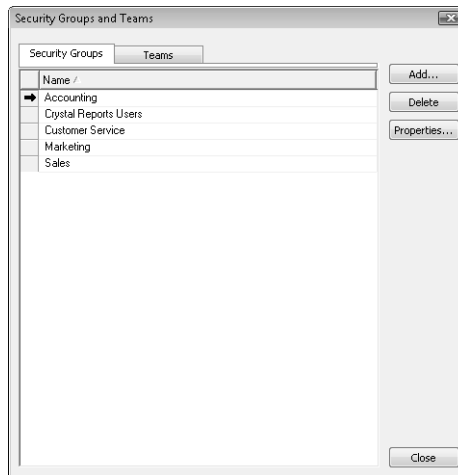 Security Groups and Teams
Security Groups
Teams
Name
Accounting
Crystal Reports Users
Customer Service
Marketing
Sales
Add...
Delete
Properties...
Close